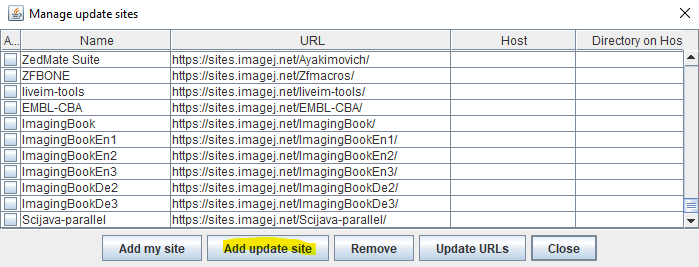 Manage update sites
A... Name URL Host Directory on Hos
ZedMate Suite https://sites.imagej.net/Ayakimovich/
ZFBONE https://sites.imagej.net/Zfmacros/
liveim-tools https://sites.imagej.net/liveim-tools/
EMBL-CBA https://sites.imagej.net/EMBL-CBA/
ImagingBook https://sites.imagej.net/ImagingBook/
ImagingBookEn1 https://sites.imagej.net/ImagingBookEn1/
ImagingBookEn2 https://sites.imagej.net/ImagingBookEn2/
ImagingBookEn3 https://sites.imagej.net/ImagingBookEn3/
ImagingBookDe2 https://sites.imagej.net/ImagingBookDe2/
ImagingBookDe3 https://sites.imagej.net/ImagingBookDe3/
Scijava-parallel https://sites.imagej.net/Scijava-parallel/
Add my site Add update site Remove Update URLs Close